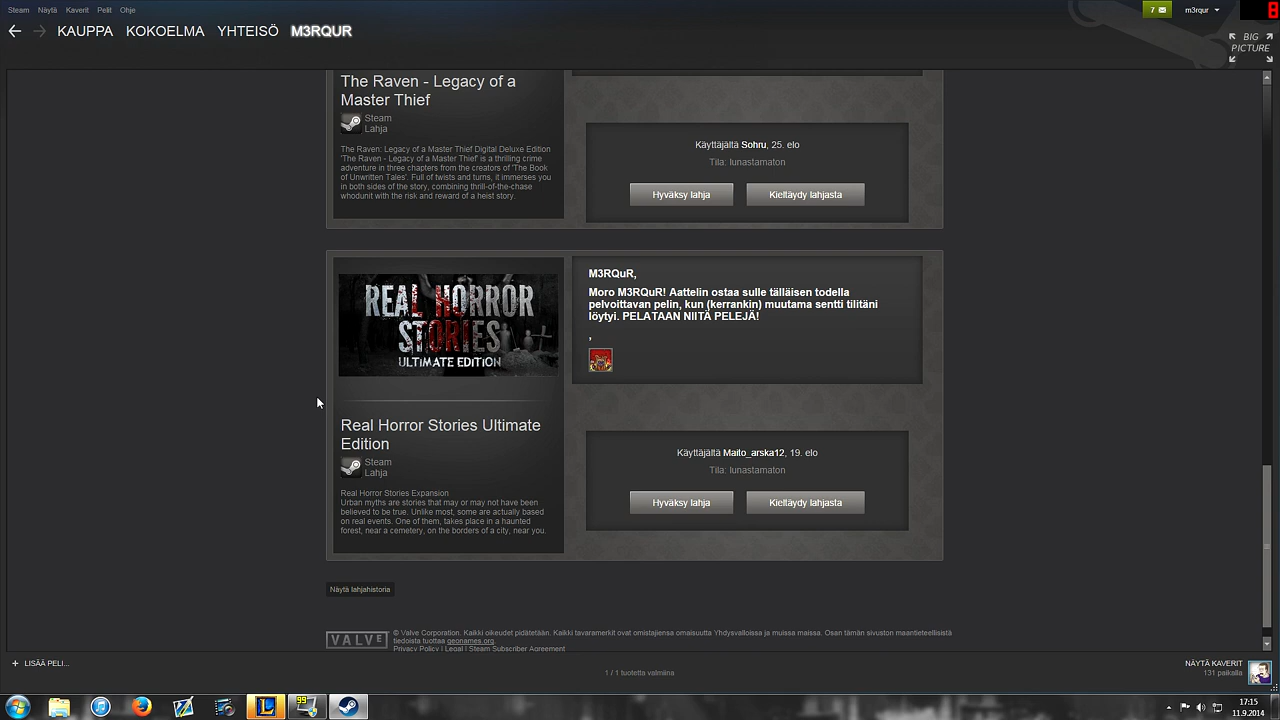 Steam Näytä Kaverit Pelit Ohje
7
m3rqur
8
KAUPPA KOKOELMA YHTEISÖ M3RQUR
BIG
PICTURE
The Raven - Legacy of a
Master Thief
Steam
Lahja
The Raven: Legacy of a Master Thief Digital Deluxe Edition
'The Raven - Legacy of a Master Thief' is a thrilling crime
adventure in three chapters from the creators of 'The Book
of Unwritten Tales'. Full of twists and turns, it immerses you
in both sides of the story, combining thrill-of-the-chase
whodunit with the risk and reward of a heist story.
Käyttäjältä Sohru, 25. elo
Tila: lunastamaton
Hyväksy lahja
Kieltäydy lahjasta
REAL HORROR
STORIES
ULTIMATE EDITION
Real Horror Stories Ultimate
Edition
Steam
Lahja
Real Horror Stories Expansion
Urban myths are stories that may or may not have been
believed to be true. Unlike most, some are actually based
on real events. One of them, takes place in a haunted
forest, near a cemetery, on the borders of a city, near you.
M3RQuR,
Moro M3RQuR! Aattelin ostaa sulle tälläisen todella
pelvoittavan pelin, kun (kerrankin) muutama sentti tilitäni
löytyi. PELATAAN NIITÄ PELEJÄ!
,
Käyttäjältä Mailo_arska12, 19. elo
Tila: lunastamaton
Hyväksy lahja
Kieltäydy lahjasta
Näytä lahjahistoria
VALVE
© Valve Corporation. Kaikki oikeudet pidätetään. Kaikki tavaramerkit ovat omistajiensa omaisuutta Yhdysvalloissa ja muissa maissa. Osan tämän sivuston maantieteellisistä
tiedoista tuottaa geonames.org.
Privacy Policy | Legal | Steam Subscriber Agreement
+ LISÄÄ PELI...
1 / 1 tuotetta valmiina
NÄYTÄ KAVERIT
131 paikalla
L
99
17:15
11.9.2014